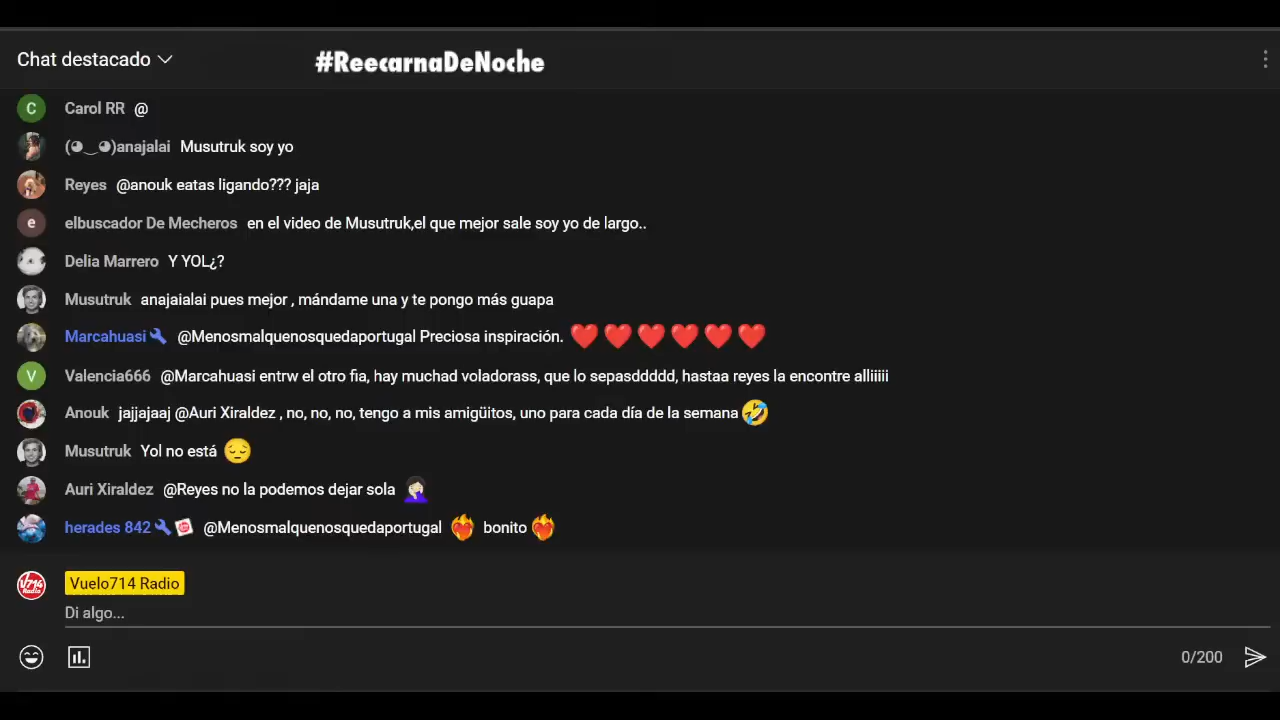 Chat destacado
#ReecarnaDeNoche
C Carol RR @
(◕‿◕)anajalai Musutruk soy yo
Reyes @anouk eatas ligando??? jaja
e elbuscador De Mecheros en el video de Musutruk,el que mejor sale soy yo de largo..
Delia Marrero Y YOL¿?
Musutruk anajaialai pues mejor , mándame una y te pongo más guapa
Marcahuasi @Menosmalquenosquedaportugal Preciosa inspiración. ❤️❤️❤️❤️❤️❤️
V Valencia666 @Marcahuasi entrw el otro fia, hay muchad voladorass, que lo sepasddddd, hastaa reyes la encontre alliiiii
Anouk jajjajaaj @Auri Xiraldez , no, no, no, tengo a mis amigüitos, uno para cada día de la semana 🤣
Musutruk Yol no está 😔
Auri Xiraldez @Reyes no la podemos dejar sola 🤦🏻‍♀️
herades 842 @Menosmalquenosquedaportugal ❤️‍🔥 bonito ❤️‍🔥
V714 Radio Vuelo714 Radio
Di algo...
0/200